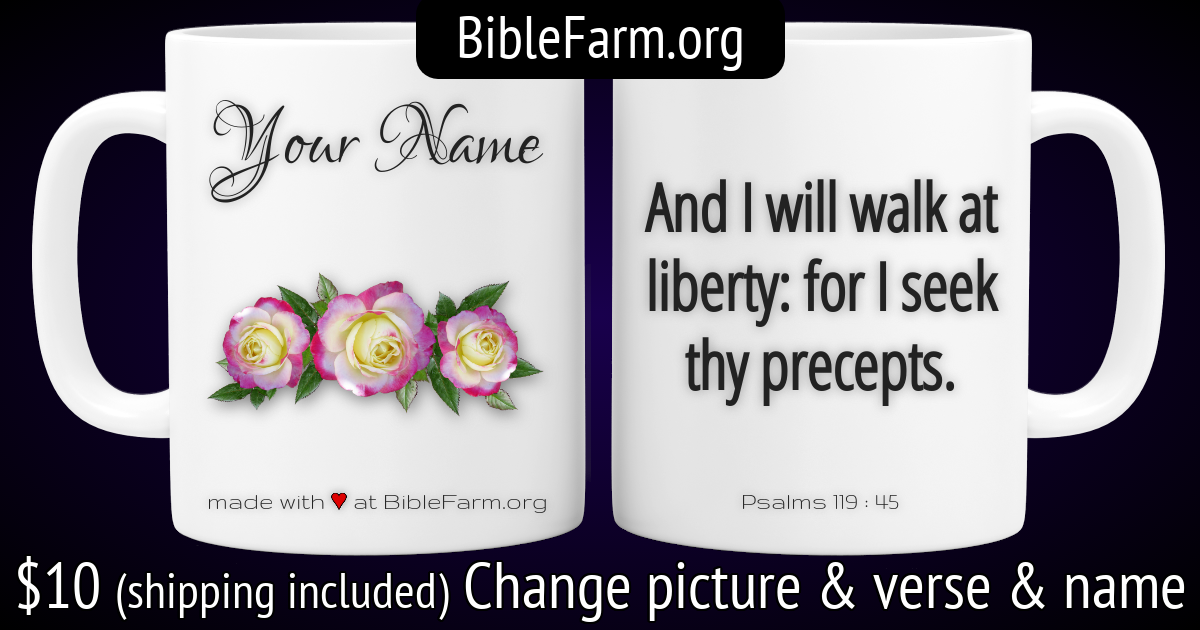 BibleFarm.org
Your Name
made with ♥ at BibleFarm.org
And I will walk at
liberty: for I seek
thy precepts.
Psalms 119 : 45
$10 (shipping included) Change picture & verse & name